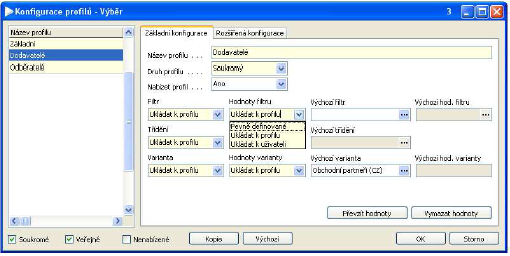 Konfigurace profilů - Výběr 3
Název profilu
Základní
Dodavatelé
Odběratelé
Základní konfigurace Rozšířená konfigurace
Název profilu . . . Dodavatelé
Druh profilu . . . . Soukromý
Nabízet profil . . . Ano
Filtr Hodnoty filtru Výchozí filtr Výchozí hod. filtru
Ukládat k profilu Ukládat k profilu
Pevně definované
Třídění Ukládat k profilu Výchozí třídění
Ukládat k profilu Ukládat k uživateli
Varianta Hodnoty varianty Výchozí varianta Výchozí hod. varianty
Ukládat k profilu Ukládat k profilu Obchodní partneři (CZ)
Převzít hodnoty Vymazat hodnoty
Soukromé Veřejné Nenabízené Kopie Výchozí OK Storno